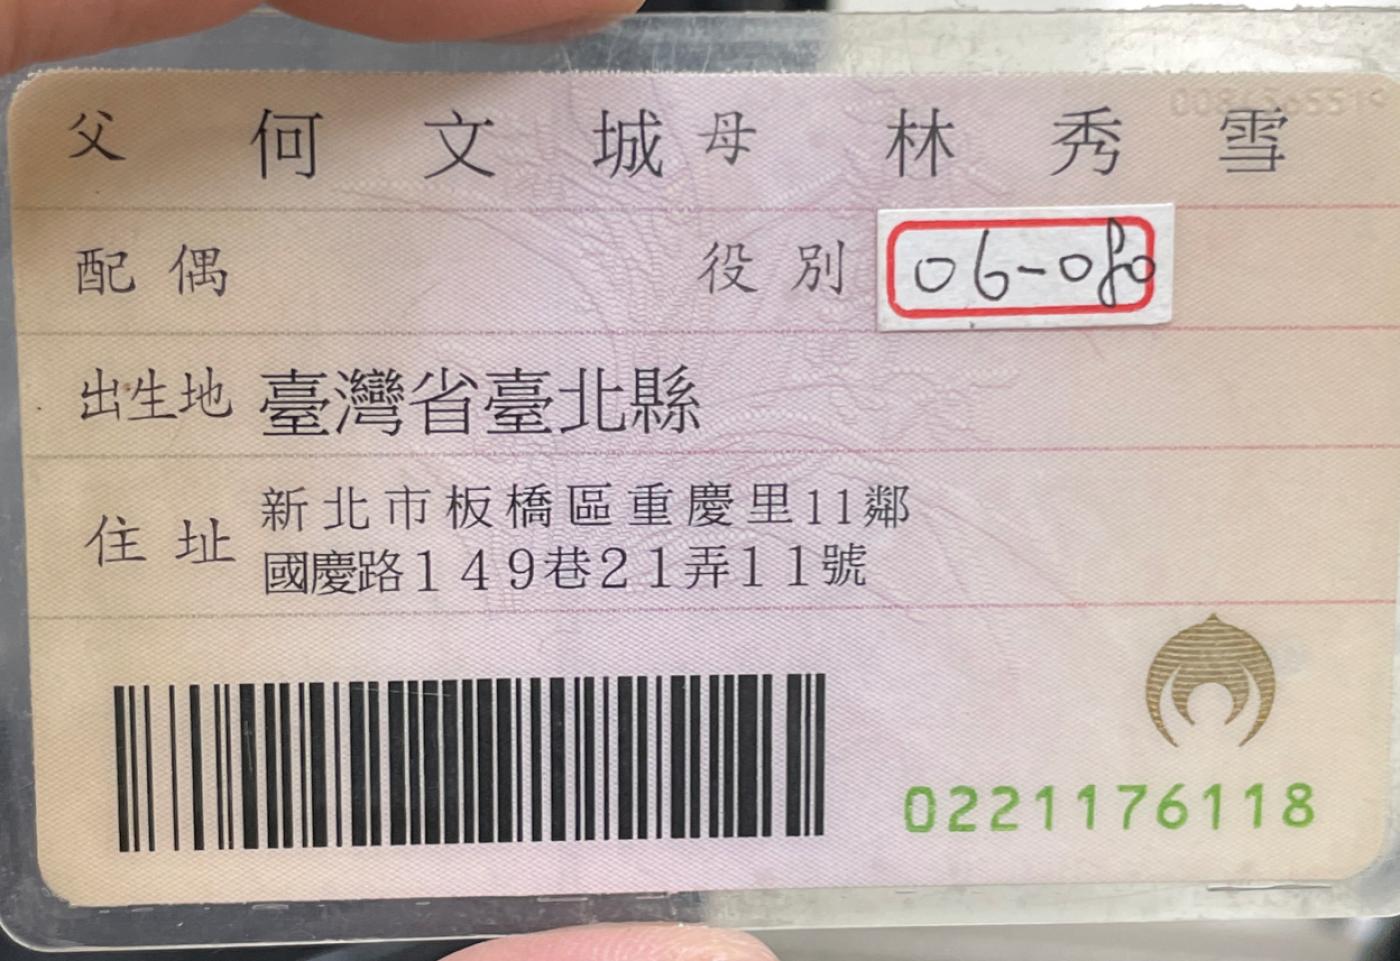 父 何文城 母 林秀雪
配偶 役別 06-080
出生地 臺灣省臺北縣
住址 新北市板橋區重慶里11鄰
國慶路149巷21弄11號
0221176118